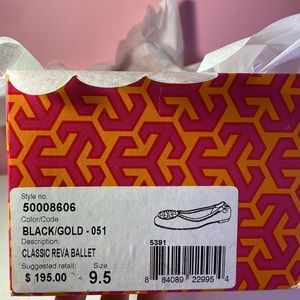 Style no:
50008606
Color/Code
BLACK/GOLD - 051
Description:
CLASSIC REVA BALLET
Suggested retail: Size
$ 195.00 9.5
5391
8 84089 22995 4